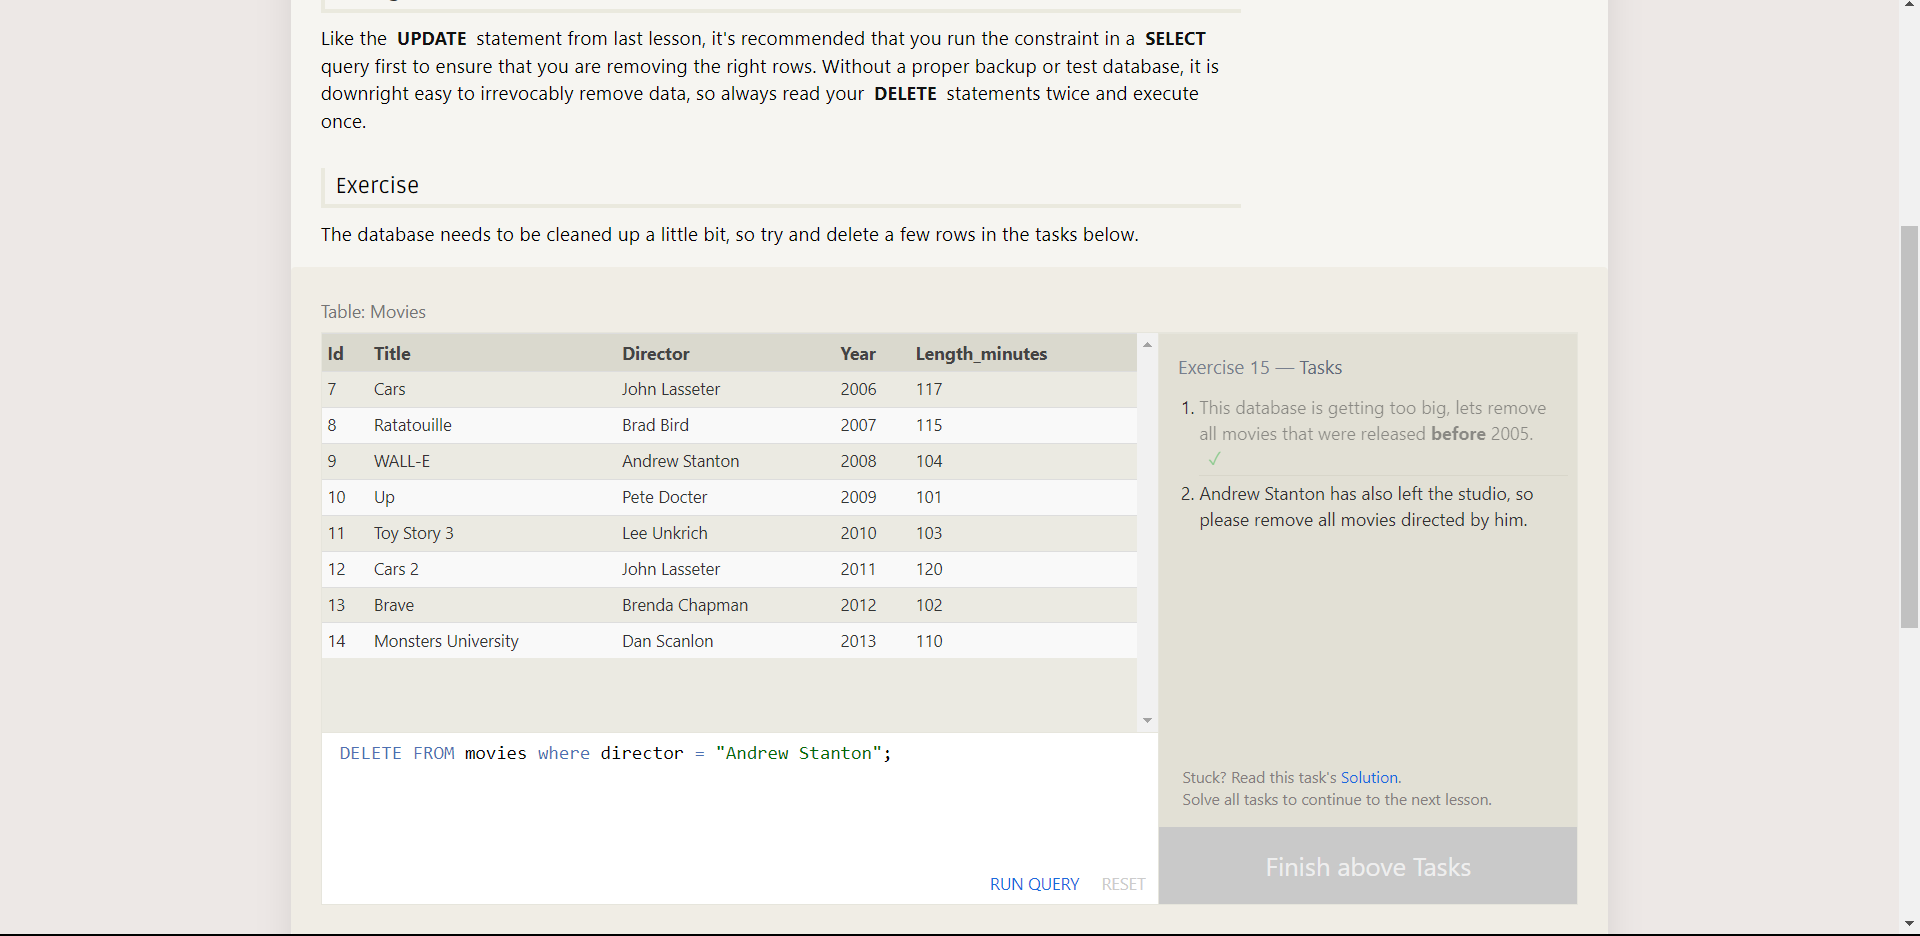 Like the UPDATE statement from last lesson, it's recommended that you run the constraint in a SELECT
query first to ensure that you are removing the right rows. Without a proper backup or test database, it is
downright easy to irrevocably remove data, so always read your DELETE statements twice and execute
once.
Exercise
The database needs to be cleaned up a little bit, so try and delete a few rows in the tasks below.
Table: Movies
Id Title Director Year Length_minutes
7 Cars John Lasseter 2006 117
8 Ratatouille Brad Bird 2007 115
9 WALL-E Andrew Stanton 2008 104
10 Up Pete Docter 2009 101
11 Toy Story 3 Lee Unkrich 2010 103
12 Cars 2 John Lasseter 2011 120
13 Brave Brenda Chapman 2012 102
14 Monsters University Dan Scanlon 2013 110
DELETE FROM movies where director = "Andrew Stanton";
RUN QUERY RESET
Exercise 15 — Tasks
1. This database is getting too big, lets remove
all movies that were released before 2005.
✓
2. Andrew Stanton has also left the studio, so
please remove all movies directed by him.
Stuck? Read this task's Solution.
Solve all tasks to continue to the next lesson.
Finish above Tasks